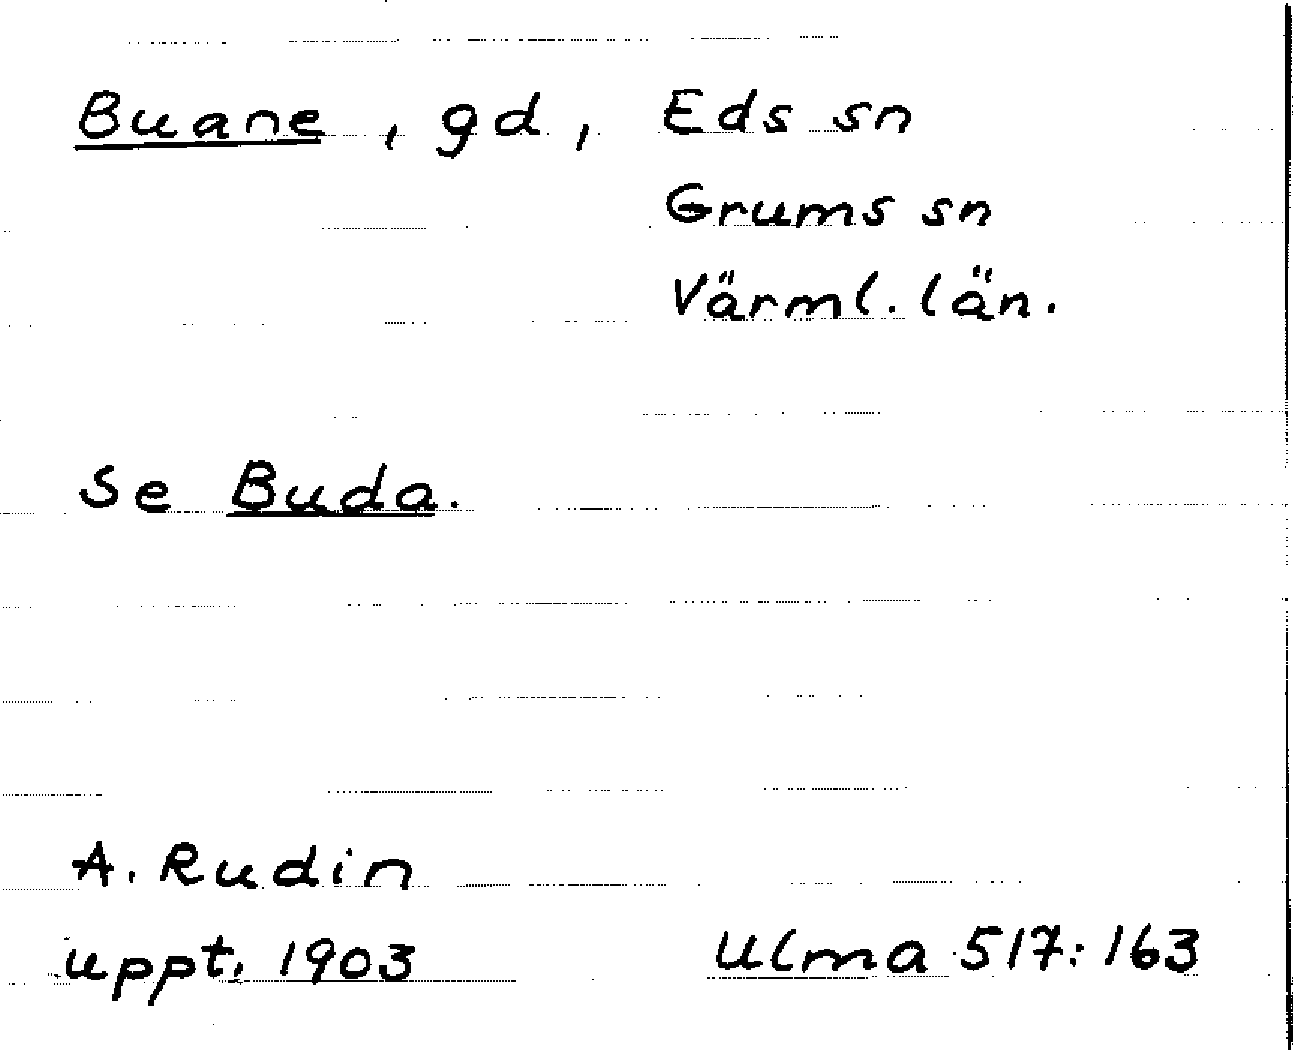 Buane, gd, Eds sn
Grums sn
Värml. län.
Se Buda.
A. Rudin
uppt. 1903 Ulma 517:163